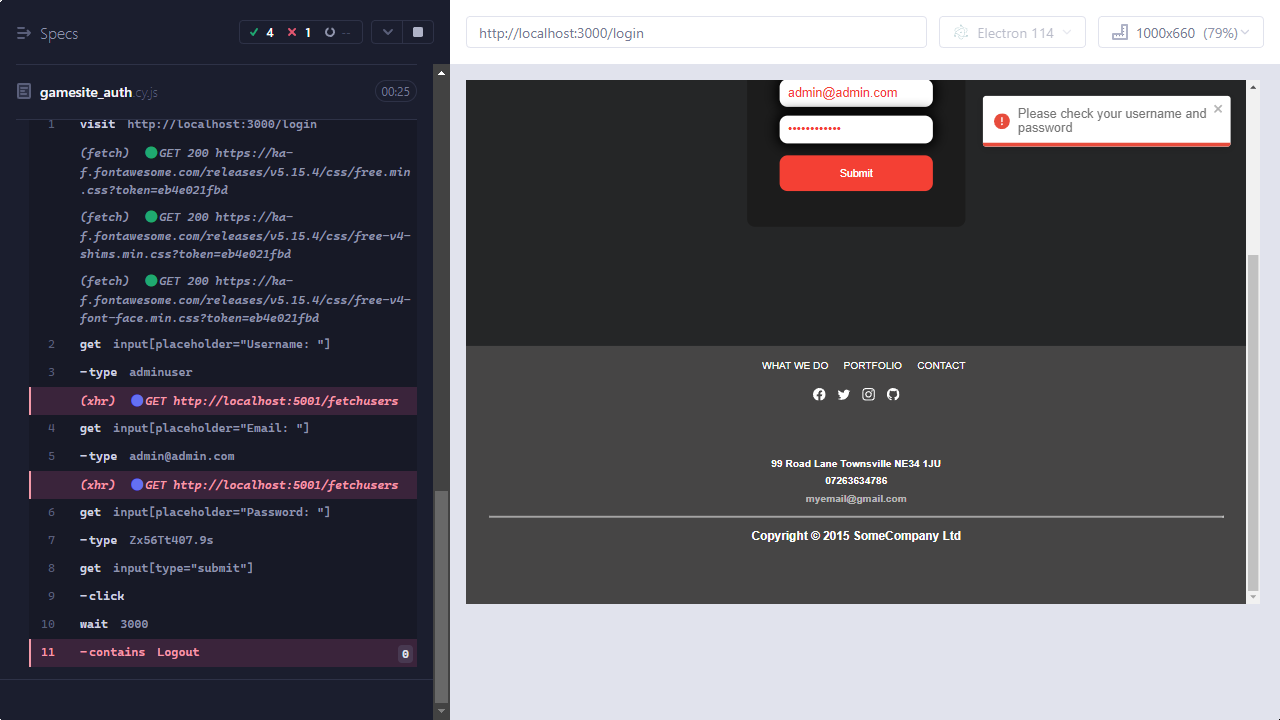 Specs
4
1
--
gamesite_auth.cy.js
00:25
1 visit http://localhost:3000/login
(fetch) GET 200 https://ka-
f.fontawesome.com/releases/v5.15.4/css/free.min
.css?token=eb4e021fbd
(fetch) GET 200 https://ka-
f.fontawesome.com/releases/v5.15.4/css/free-v4-
shims.min.css?token=eb4e021fbd
(fetch) GET 200 https://ka-
f.fontawesome.com/releases/v5.15.4/css/free-v4-
font-face.min.css?token=eb4e021fbd
2 get input[placeholder="Username: "]
3 -type adminuser
(xhr) GET http://localhost:5001/fetchusers
4 get input[placeholder="Email: "]
5 -type admin@admin.com
(xhr) GET http://localhost:5001/fetchusers
6 get input[placeholder="Password: "]
7 -type Zx56Tt407.9s
8 get input[type="submit"]
9 -click
10 wait 3000
11 -contains Logout 0
http://localhost:3000/login
Electron 114
1000x660 (79%)
admin@admin.com
••••••••••••
Submit
Please check your username and
password
×
WHAT WE DO PORTFOLIO CONTACT
99 Road Lane Townsville NE34 1JU
07263634786
myemail@gmail.com
Copyright © 2015 SomeCompany Ltd